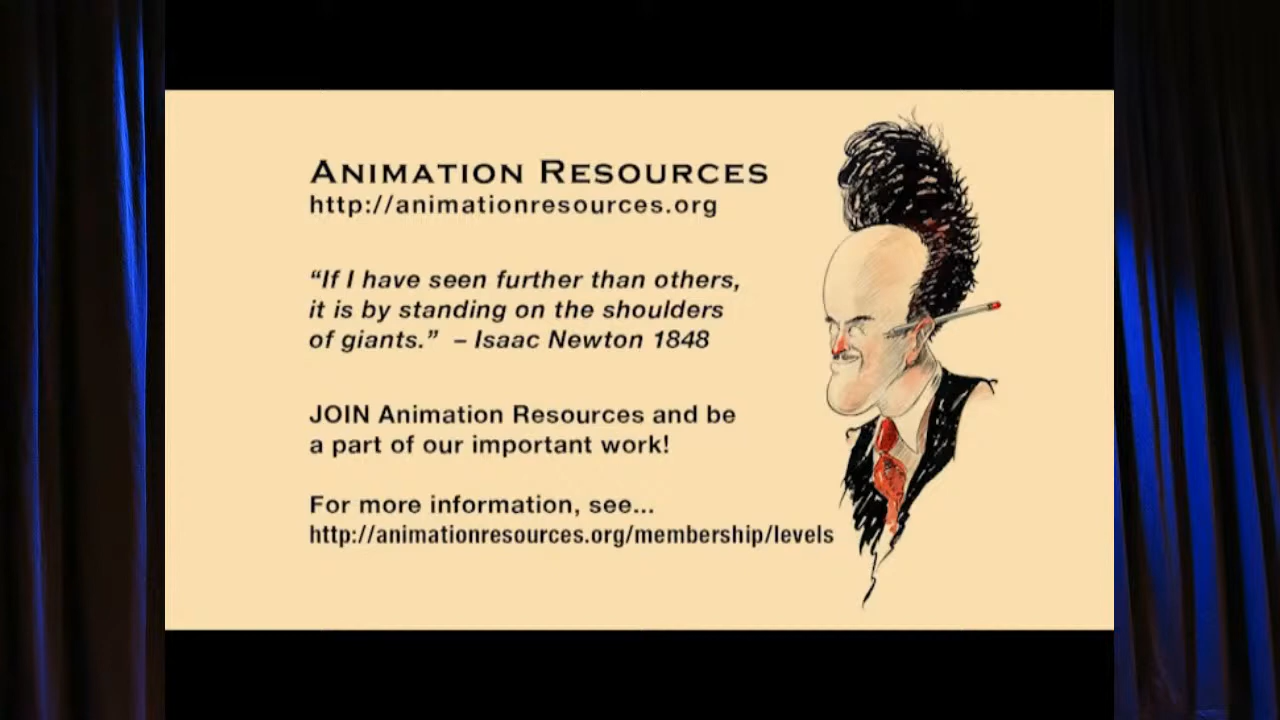 ANIMATION RESOURCES
http://animationresources.org
“If I have seen further than others,
it is by standing on the shoulders
of giants.” – Isaac Newton 1848
JOIN Animation Resources and be
a part of our important work!
For more information, see...
http://animationresources.org/membership/levels